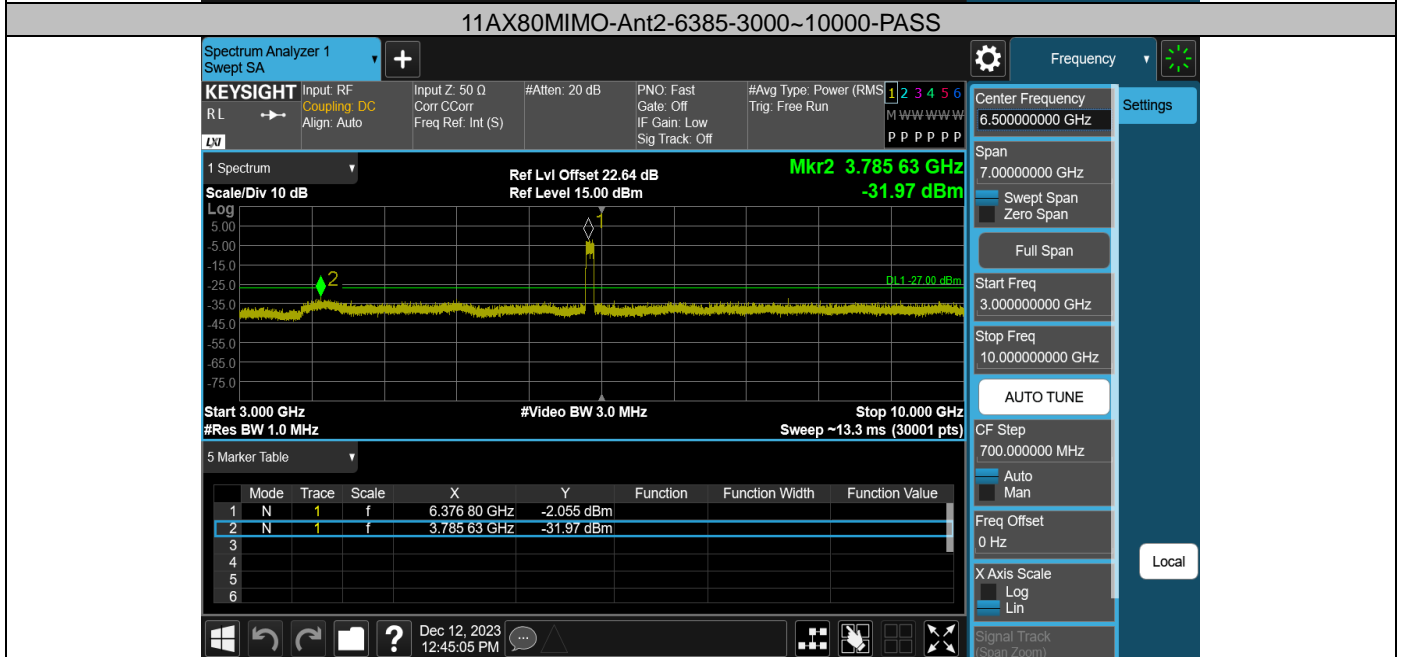 11AX80MIMO-Ant2-6385-3000~10000-PASS
Spectrum Analyzer 1
Swept SA
Frequency
KEYSIGHT
R L
LXI
Input: RF
Coupling: DC
Align: Auto
Input Z: 50 Ω
Corr CCorr
Freq Ref: Int (S)
#Atten: 20 dB
PNO: Fast
Gate: Off
IF Gain: Low
Sig Track: Off
#Avg Type: Power (RMS
Trig: Free Run
1 2 3 4 5 6
M W W W W W
P P P P P P
Center Frequency
6.500000000 GHz
Settings
1 Spectrum
Scale/Div 10 dB
Ref Lvl Offset 22.64 dB
Ref Level 15.00 dBm
Mkr2 3.785 63 GHz
-31.97 dBm
Log
5.00
-5.00
-15.0
-25.0
-35.0
-45.0
-55.0
-65.0
-75.0
1
2
DL1 -27.00 dBm
Start 3.000 GHz
#Video BW 3.0 MHz
Stop 10.000 GHz
#Res BW 1.0 MHz
Sweep ~13.3 ms (30001 pts)
Span
7.00000000 GHz
Swept Span
Zero Span
Full Span
Start Freq
3.000000000 GHz
Stop Freq
10.000000000 GHz
AUTO TUNE
CF Step
700.000000 MHz
Auto
Man
Freq Offset
0 Hz
X Axis Scale
Log
Lin
Signal Track
(Span Zoom)
Local
5 Marker Table
Mode Trace Scale X Y Function Function Width Function Value
1 N 1 f 6.376 80 GHz -2.055 dBm
2 N 1 f 3.785 63 GHz -31.97 dBm
3
4
5
6
?
Dec 12, 2023
12:45:05 PM